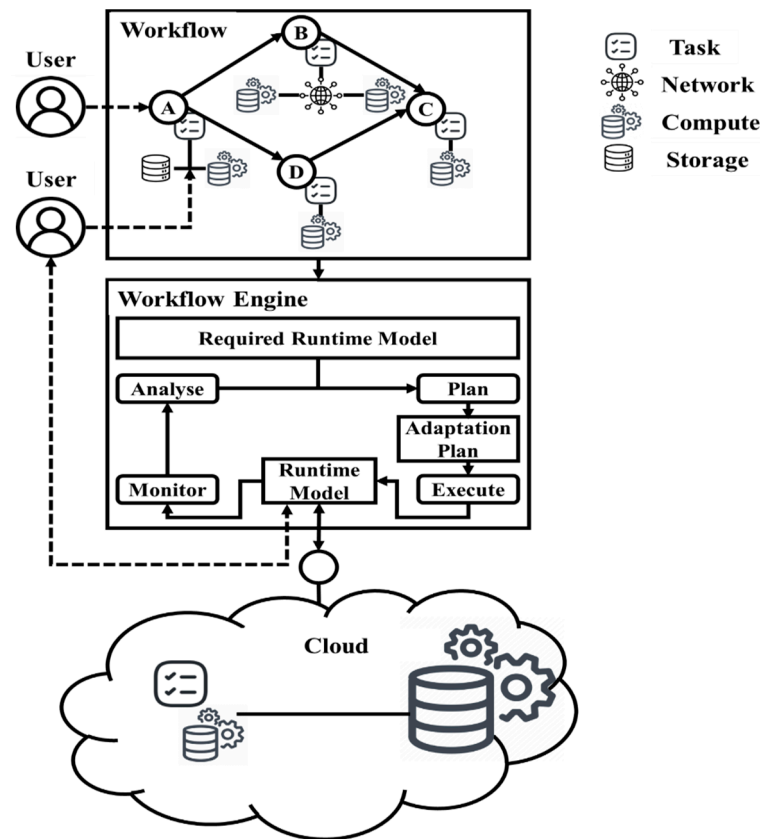 Workflow
B
Task
User
Network
A
C
Compute
Storage
User
D
Workflow Engine
Required Runtime Model
Analyse
Plan
Adaptation
Plan
Runtime
Model
Monitor
Execute
Cloud